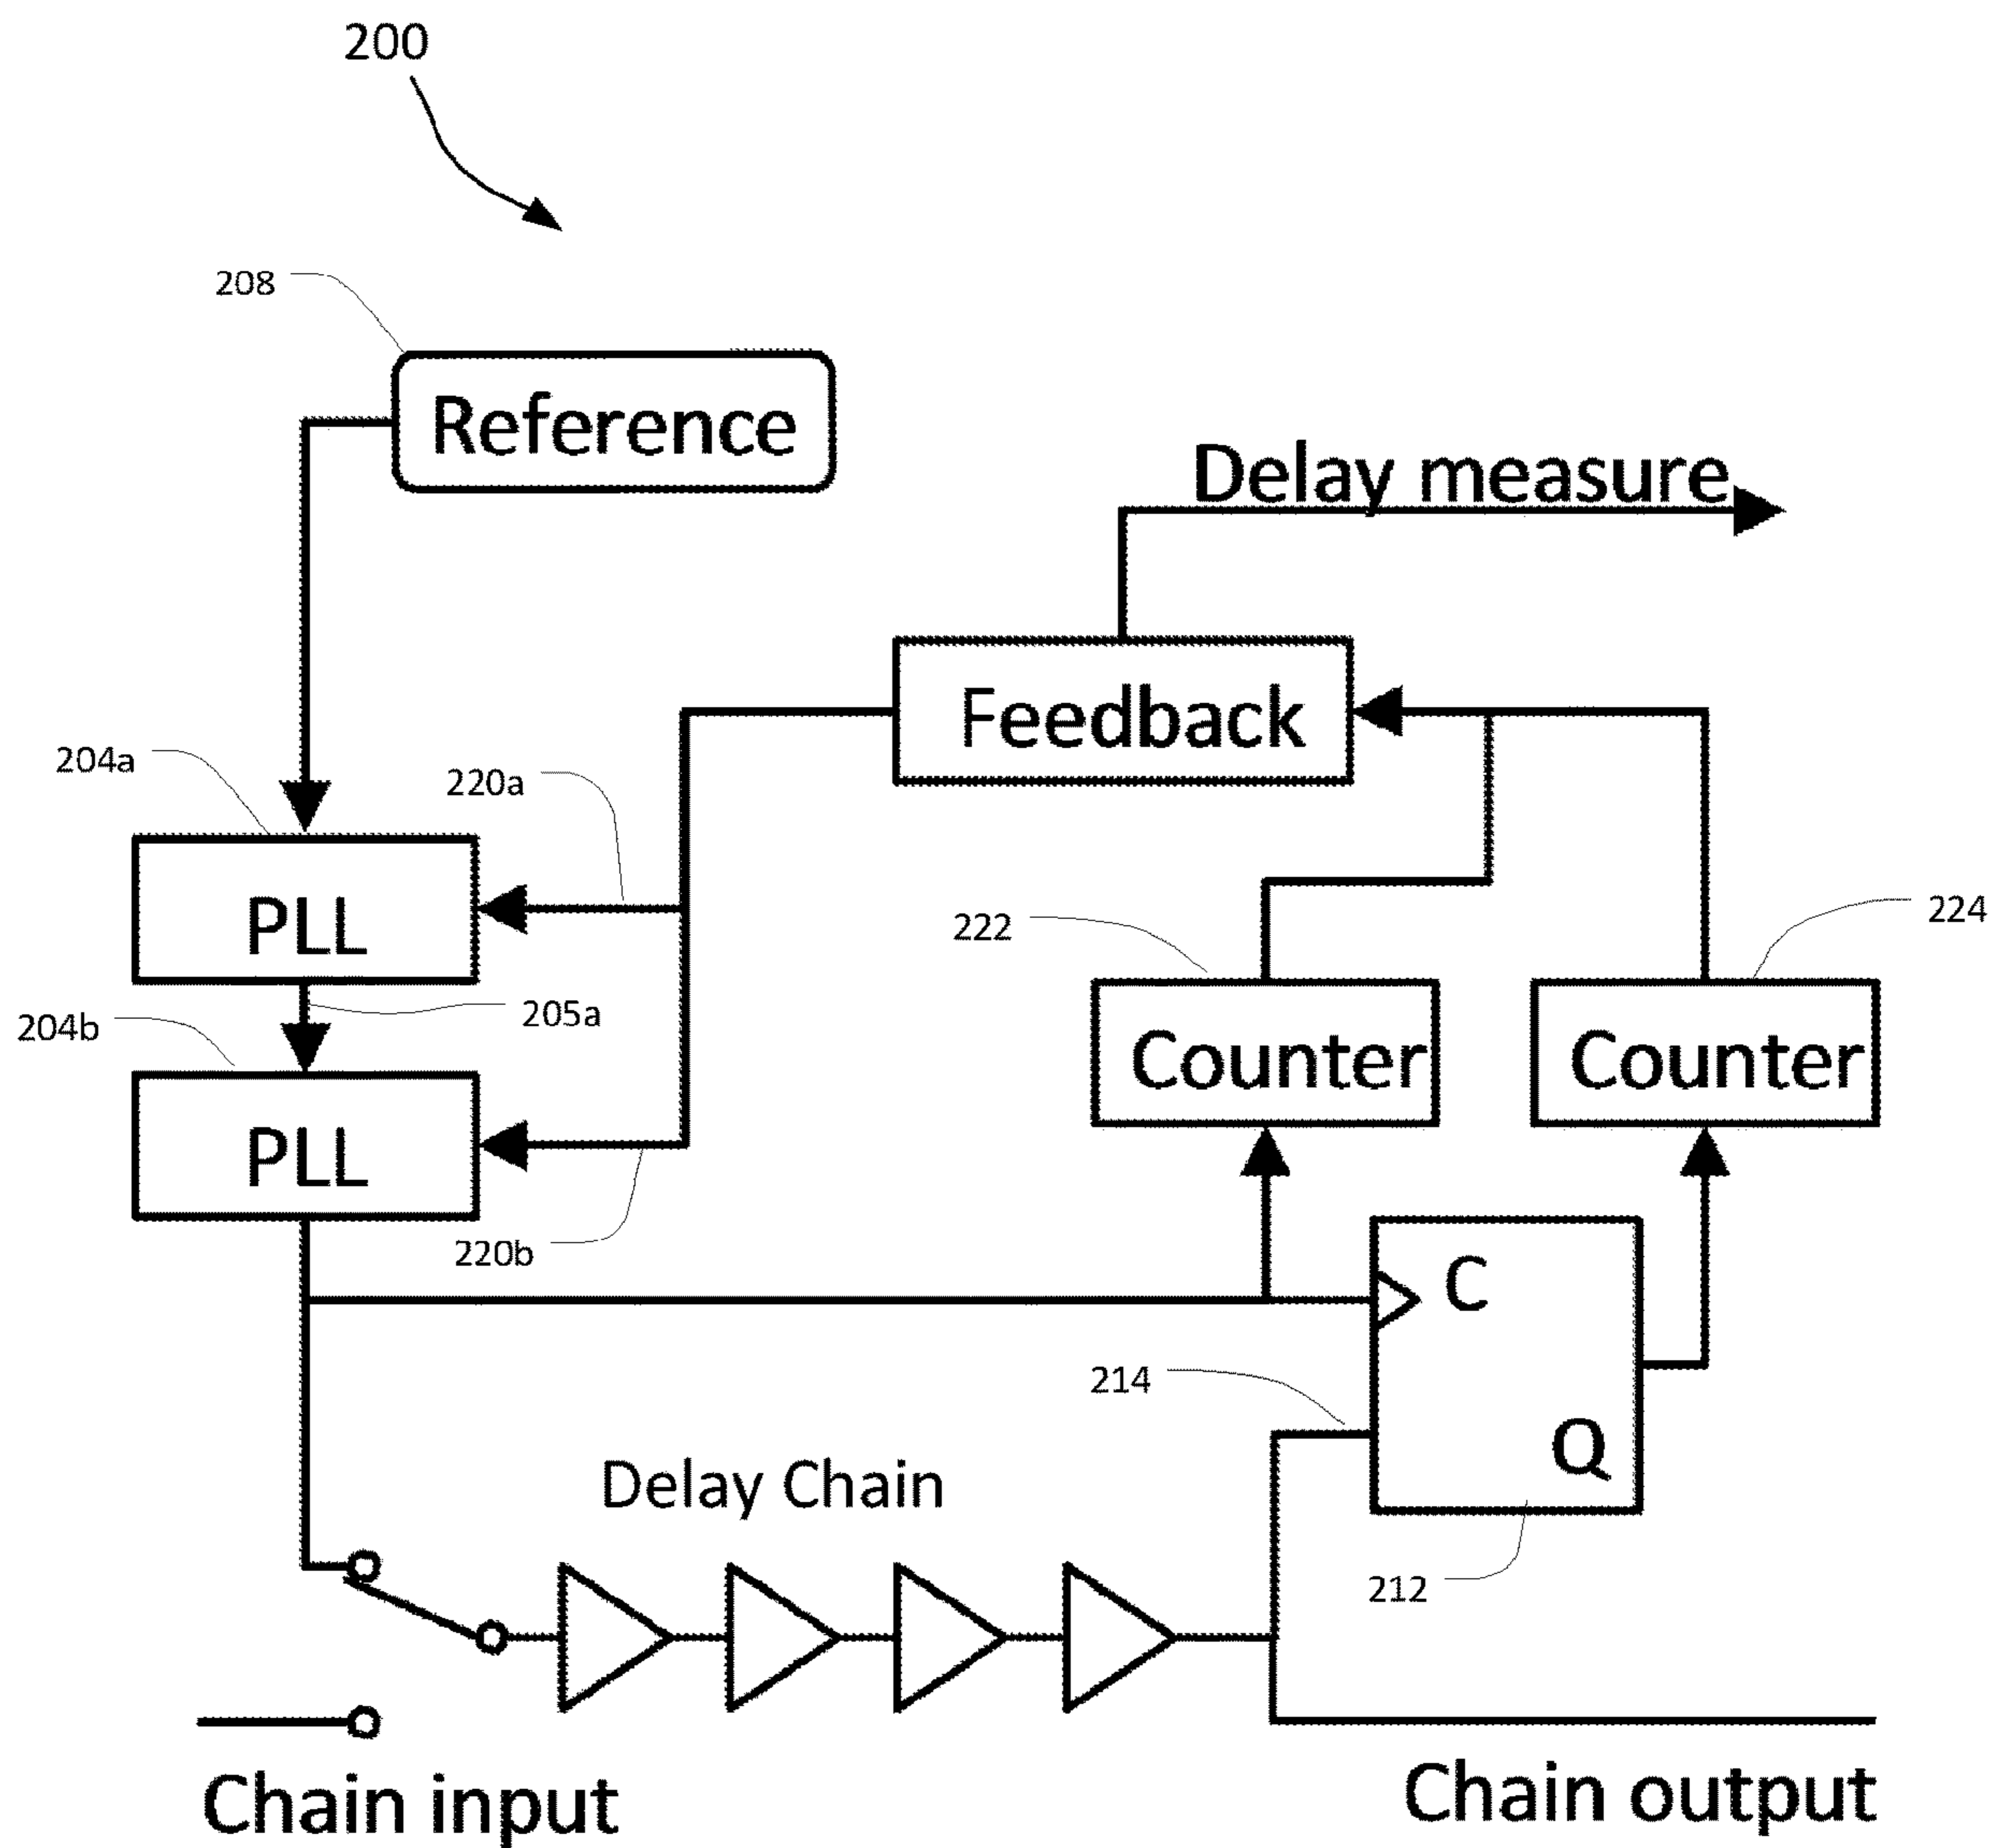 200
208
Reference
Delay measure
Feedback
204a
220a
PLL
222
224
205a
204b
Counter
Counter
PLL
220b
C
214
Q
Delay Chain
212
Chain input
Chain output